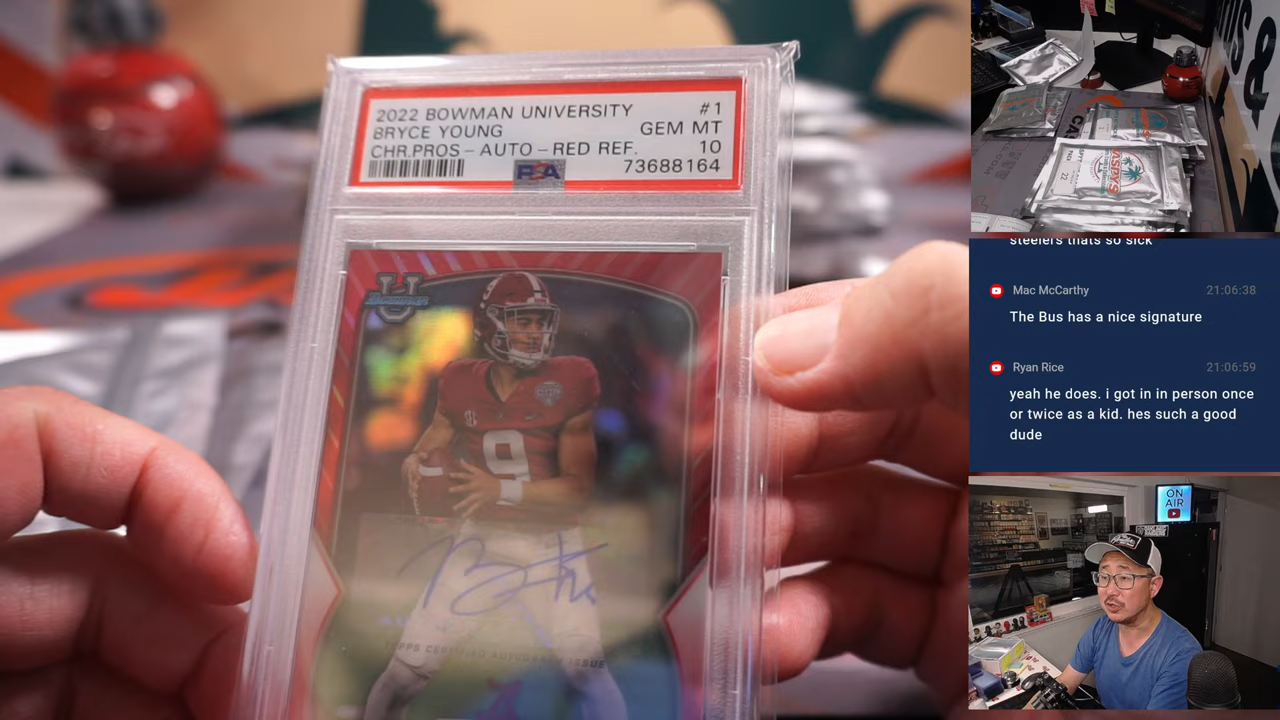 2022 BOWMAN UNIVERSITY #1
BRYCE YOUNG GEM MT
CHR.PROS – AUTO – RED REF. 10
PSA 73688164
U
Bowman
9
TOPPS CERTIFIED AUTOGRAPH ISSUE
steelers thats so sick
Mac McCarthy 21:06:38
The Bus has a nice signature
Ryan Rice 21:06:59
yeah he does. i got in in person once
or twice as a kid. hes such a good
dude
ON
AIR
22